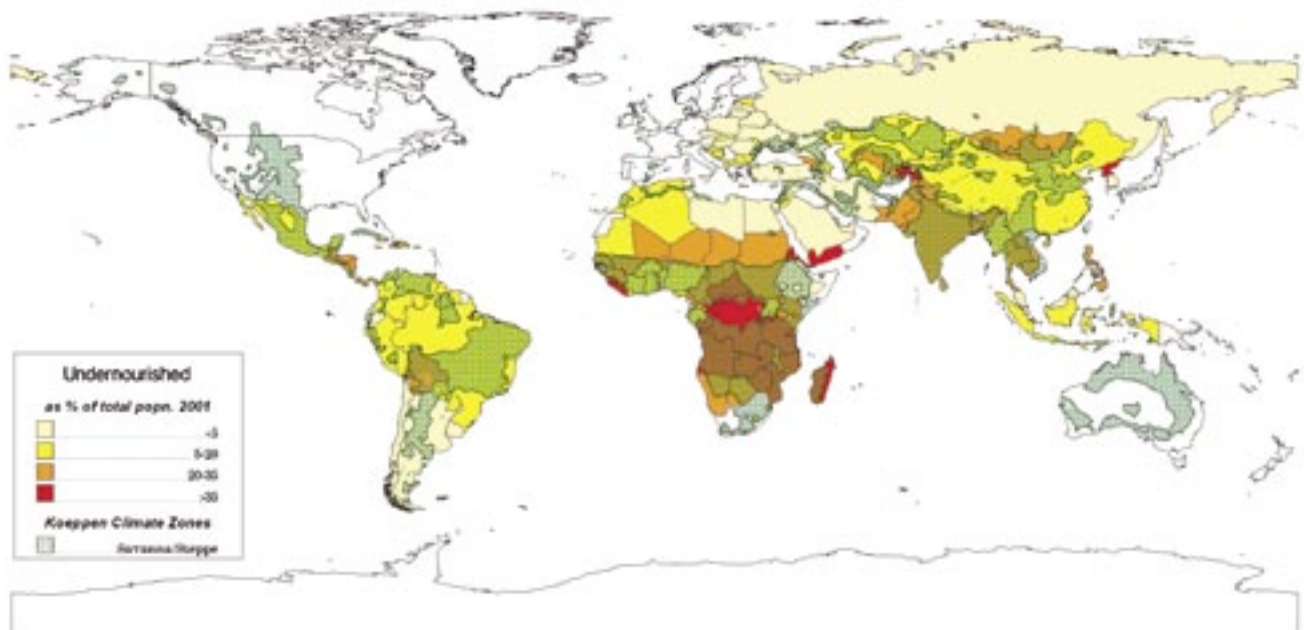 Undernourished
as % of total popn. 2001
<5
5-20
20-35
>35
Koeppen Climate Zones
Savanna/Steppe